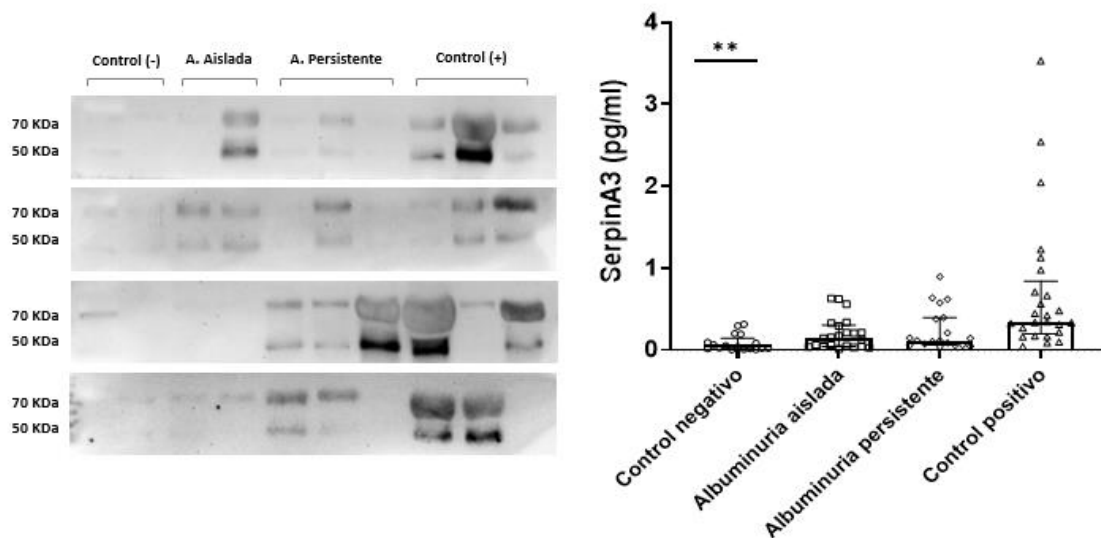 Control (-) A. Aislada A. Persistente Control (+)
70 KDa
50 KDa
70 KDa
50 KDa
70 KDa
50 KDa
70 KDa
50 KDa
SerpinA3 (pg/ml)
4
3
2
1
0
**
Control negativo
Albuminuria aislada
Albuminuria persistente
Control positivo